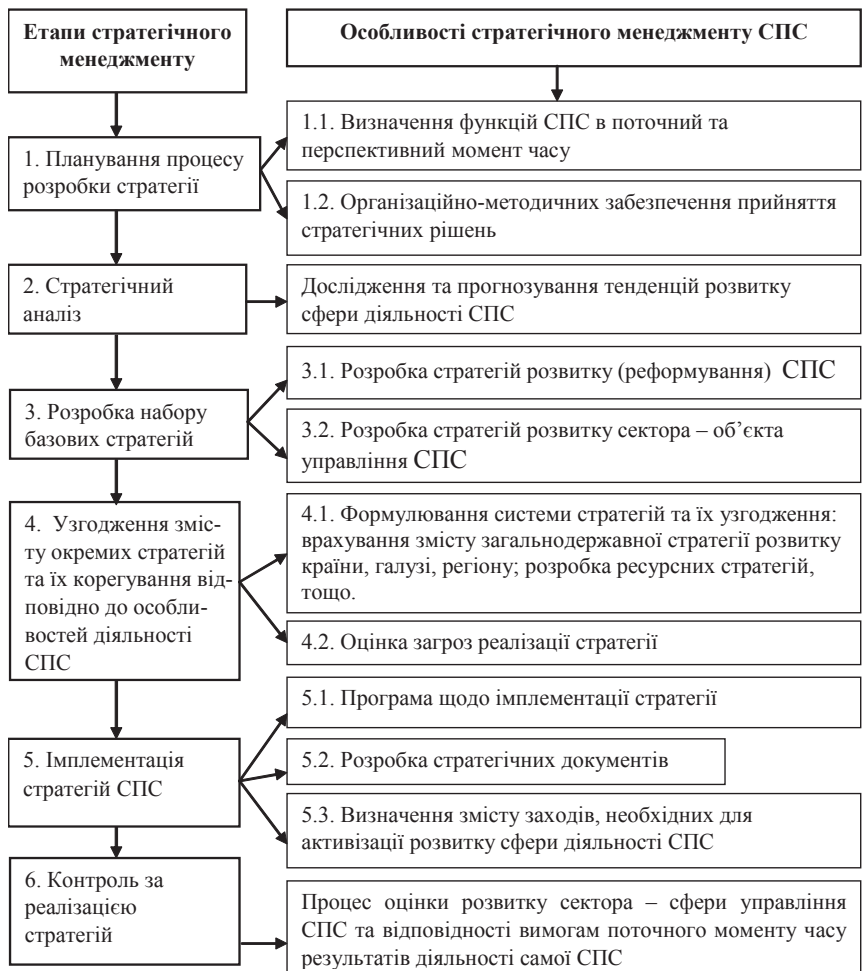 Етапи стратегічного
менеджменту
Особливості стратегічного менеджменту СПС
1. Планування процесу
розробки стратегії
1.1. Визначення функцій СПС в поточний та
перспективний момент часу
1.2. Організаційно-методичних забезпечення прийняття
стратегічних рішень
2. Стратегічний
аналіз
Дослідження та прогнозування тенденцій розвитку
сфери діяльності СПС
3. Розробка набору
базових стратегій
3.1. Розробка стратегій розвитку (реформування) СПС
3.2. Розробка стратегій розвитку сектора – об’єкта
управління СПС
4. Узгодження змі-
сту окремих стратегій
та їх корегування від-
повідно до особли-
востей діяльності
СПС
4.1. Формулювання системи стратегій та їх узгодження:
врахування змісту загальнодержавної стратегії розвитку
країни, галузі, регіону; розробка ресурсних стратегій,
тощо.
4.2. Оцінка загроз реалізації стратегії
5. Імплементація
стратегій СПС
5.1. Програма щодо імплементації стратегії
5.2. Розробка стратегічних документів
5.3. Визначення змісту заходів, необхідних для
активізації розвитку сфери діяльності СПС
6. Контроль за
реалізацією
стратегій
Процес оцінки розвитку сектора – сфери управління
СПС та відповідності вимогам поточного моменту часу
результатів діяльності самої СПС